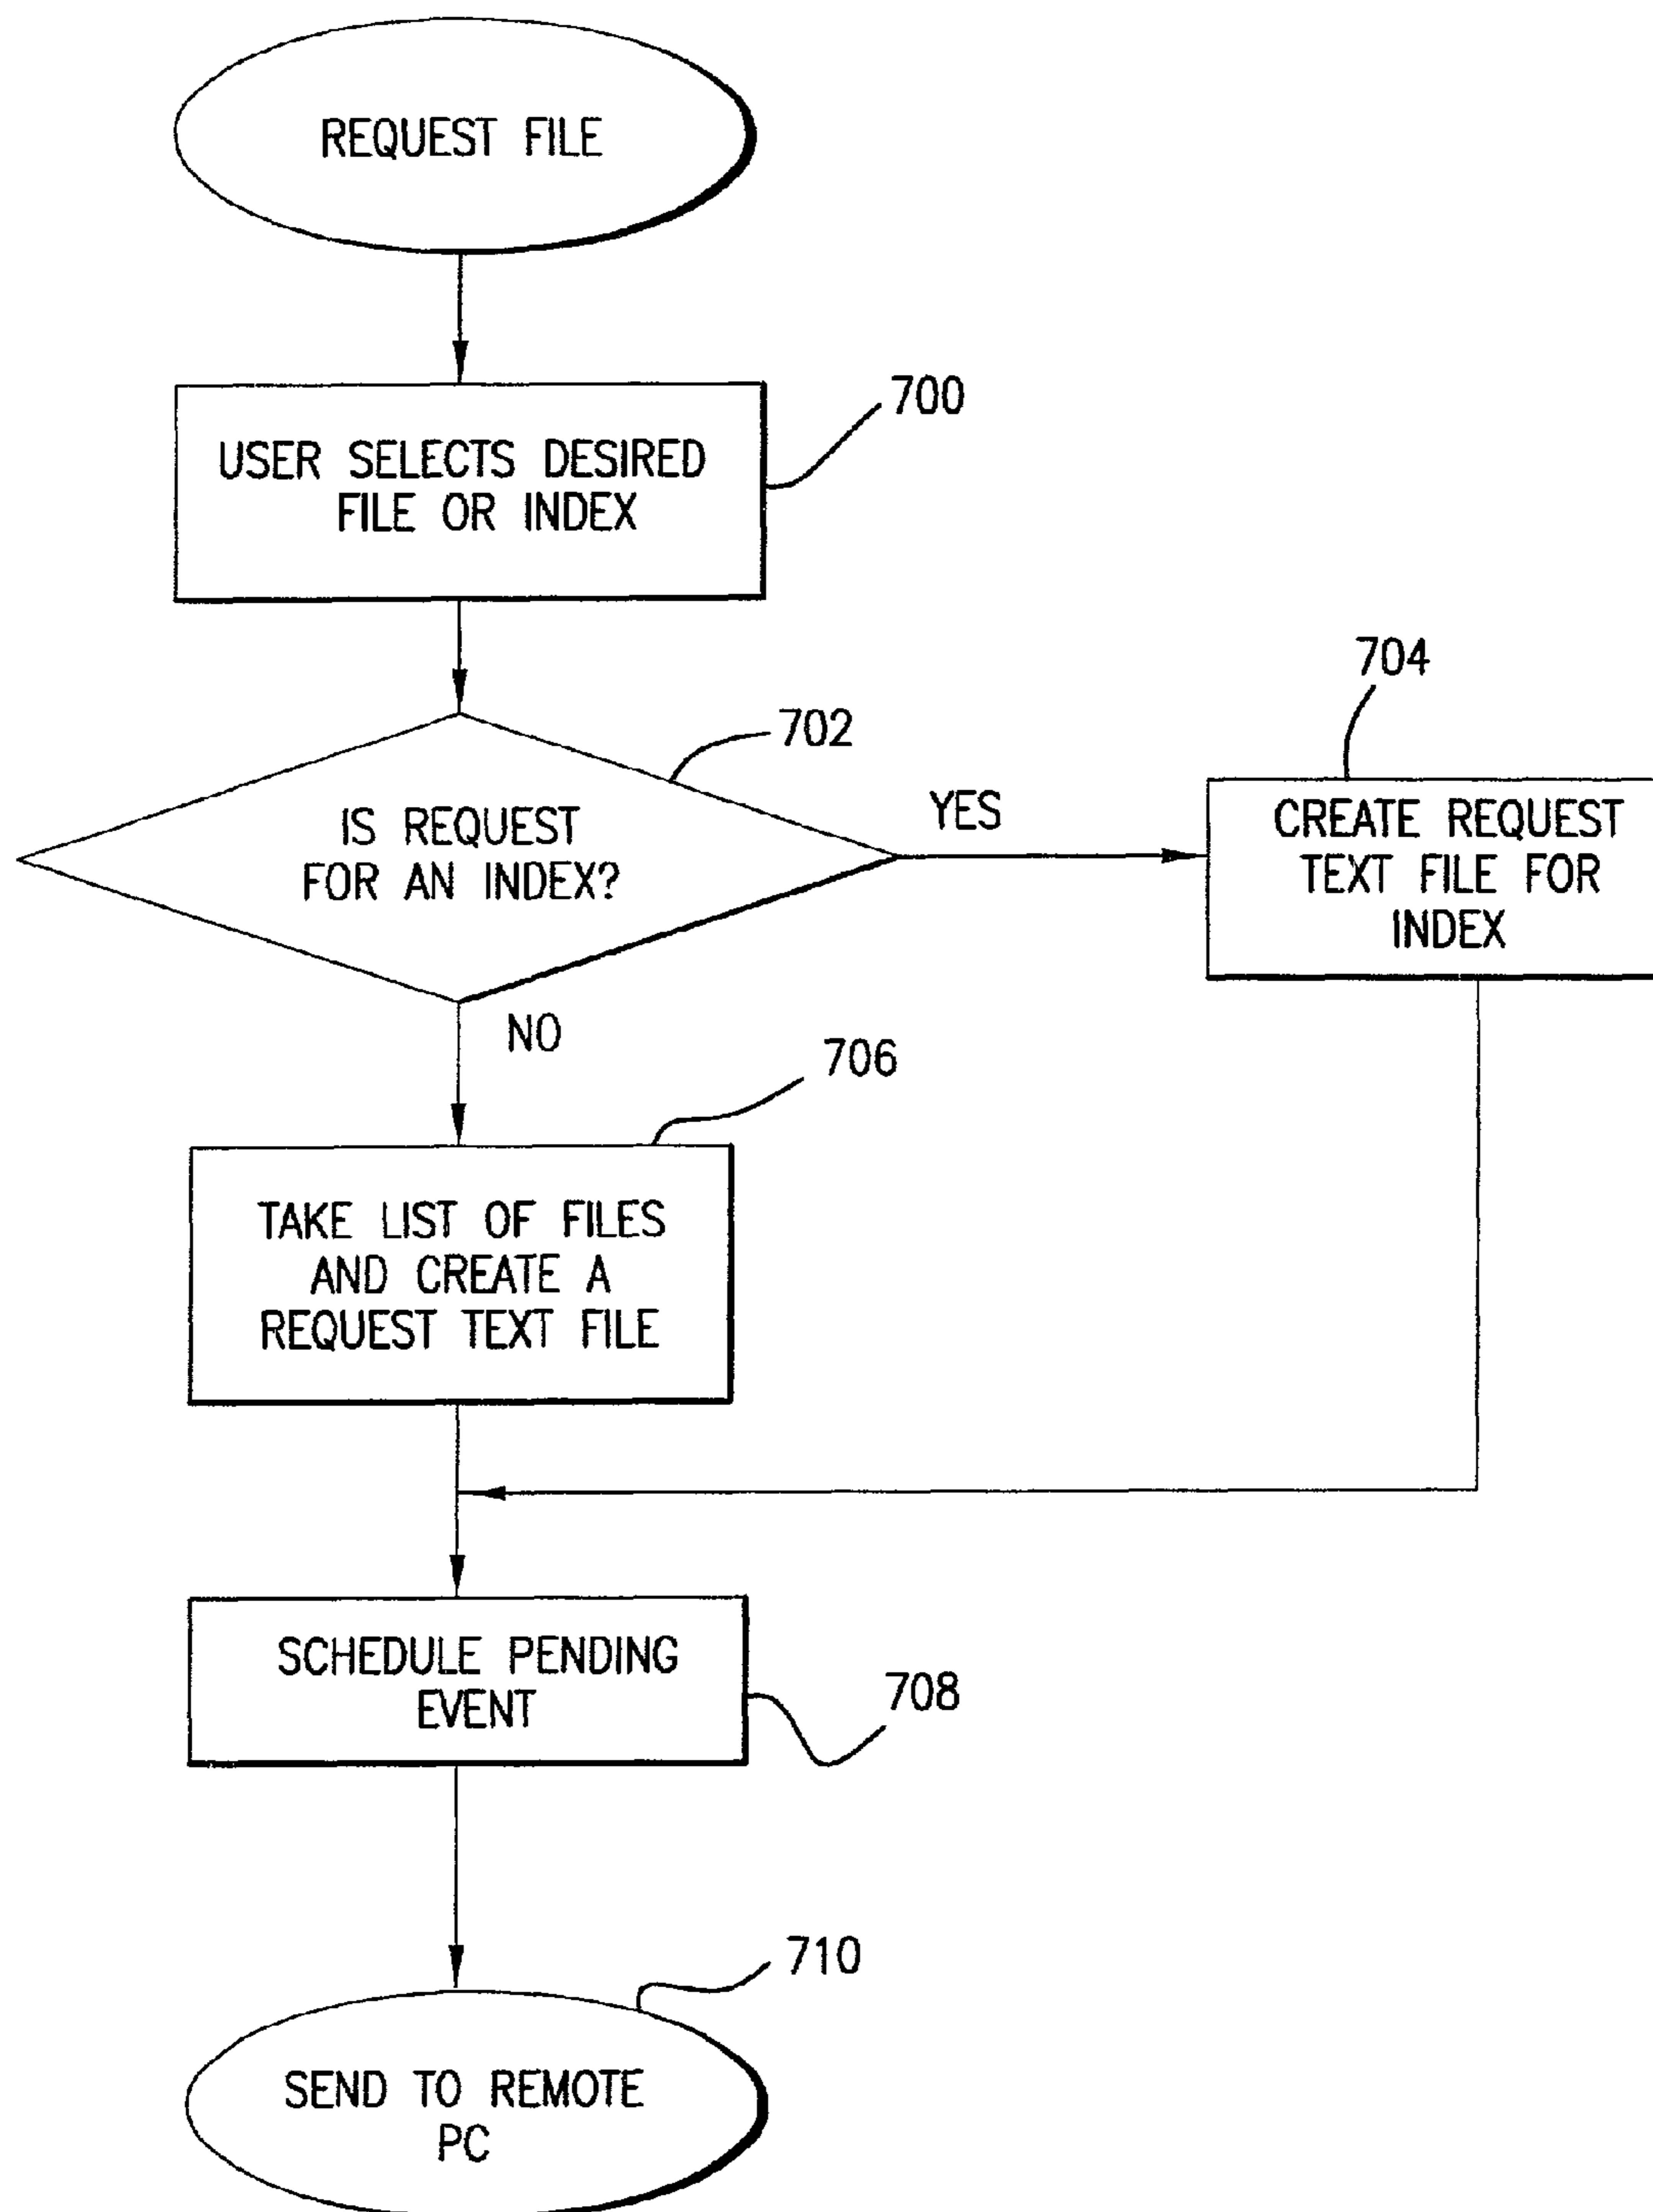 REQUEST FILE
700
USER SELECTS DESIRED
FILE OR INDEX
704
702
IS REQUEST
FOR AN INDEX?
YES
CREATE REQUEST
TEXT FILE FOR
INDEX
NO
706
TAKE LIST OF FILES
AND CREATE A
REQUEST TEXT FILE
SCHEDULE PENDING
EVENT
708
710
SEND TO REMOTE
PC